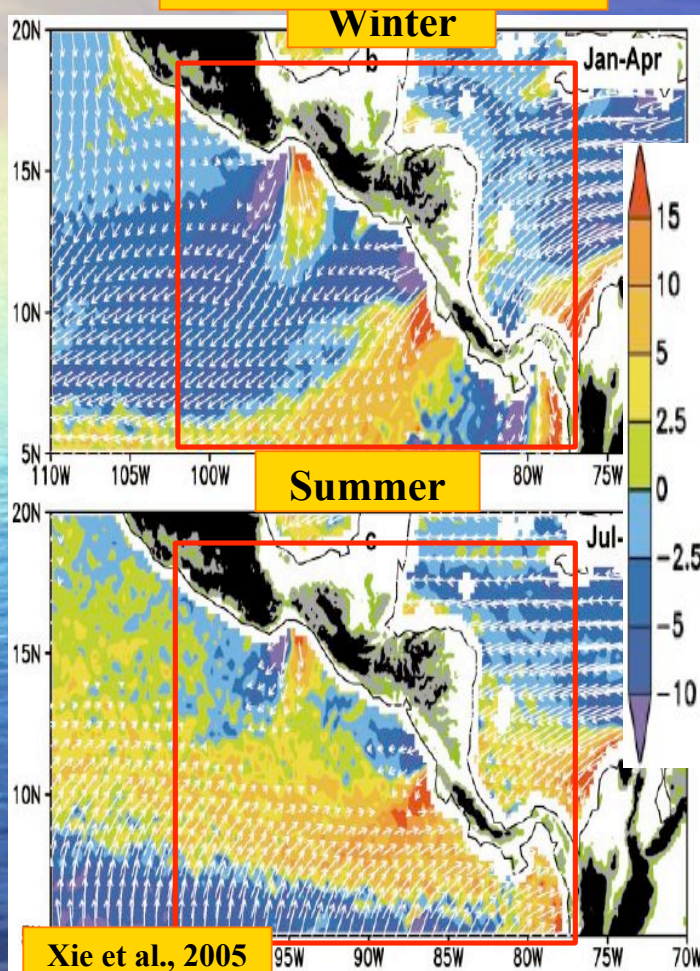 Winter
20N
b
Jan-Apr
15N
10N
5N
110W 105W 100W 80W 75W
15
10
5
2.5
0
-2.5
-5
-10
Summer
20N
c
Jul-
15N
10N
Xie et al., 2005
95W 90W 85W 80W 75W 70W